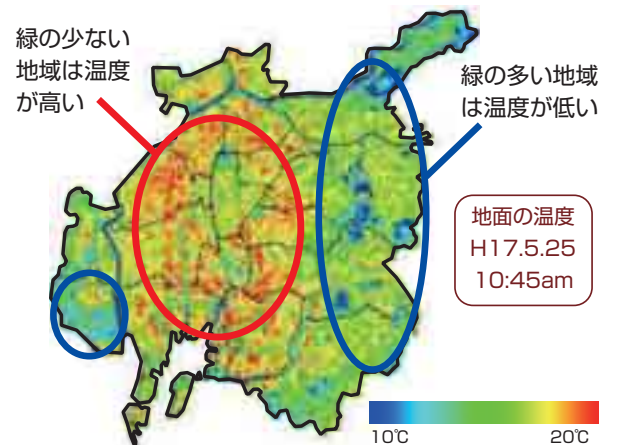 緑の少ない
地域は温度
が高い
緑の多い地域
は温度が低い
地面の温度
H17.5.25
10:45am
10℃
20℃